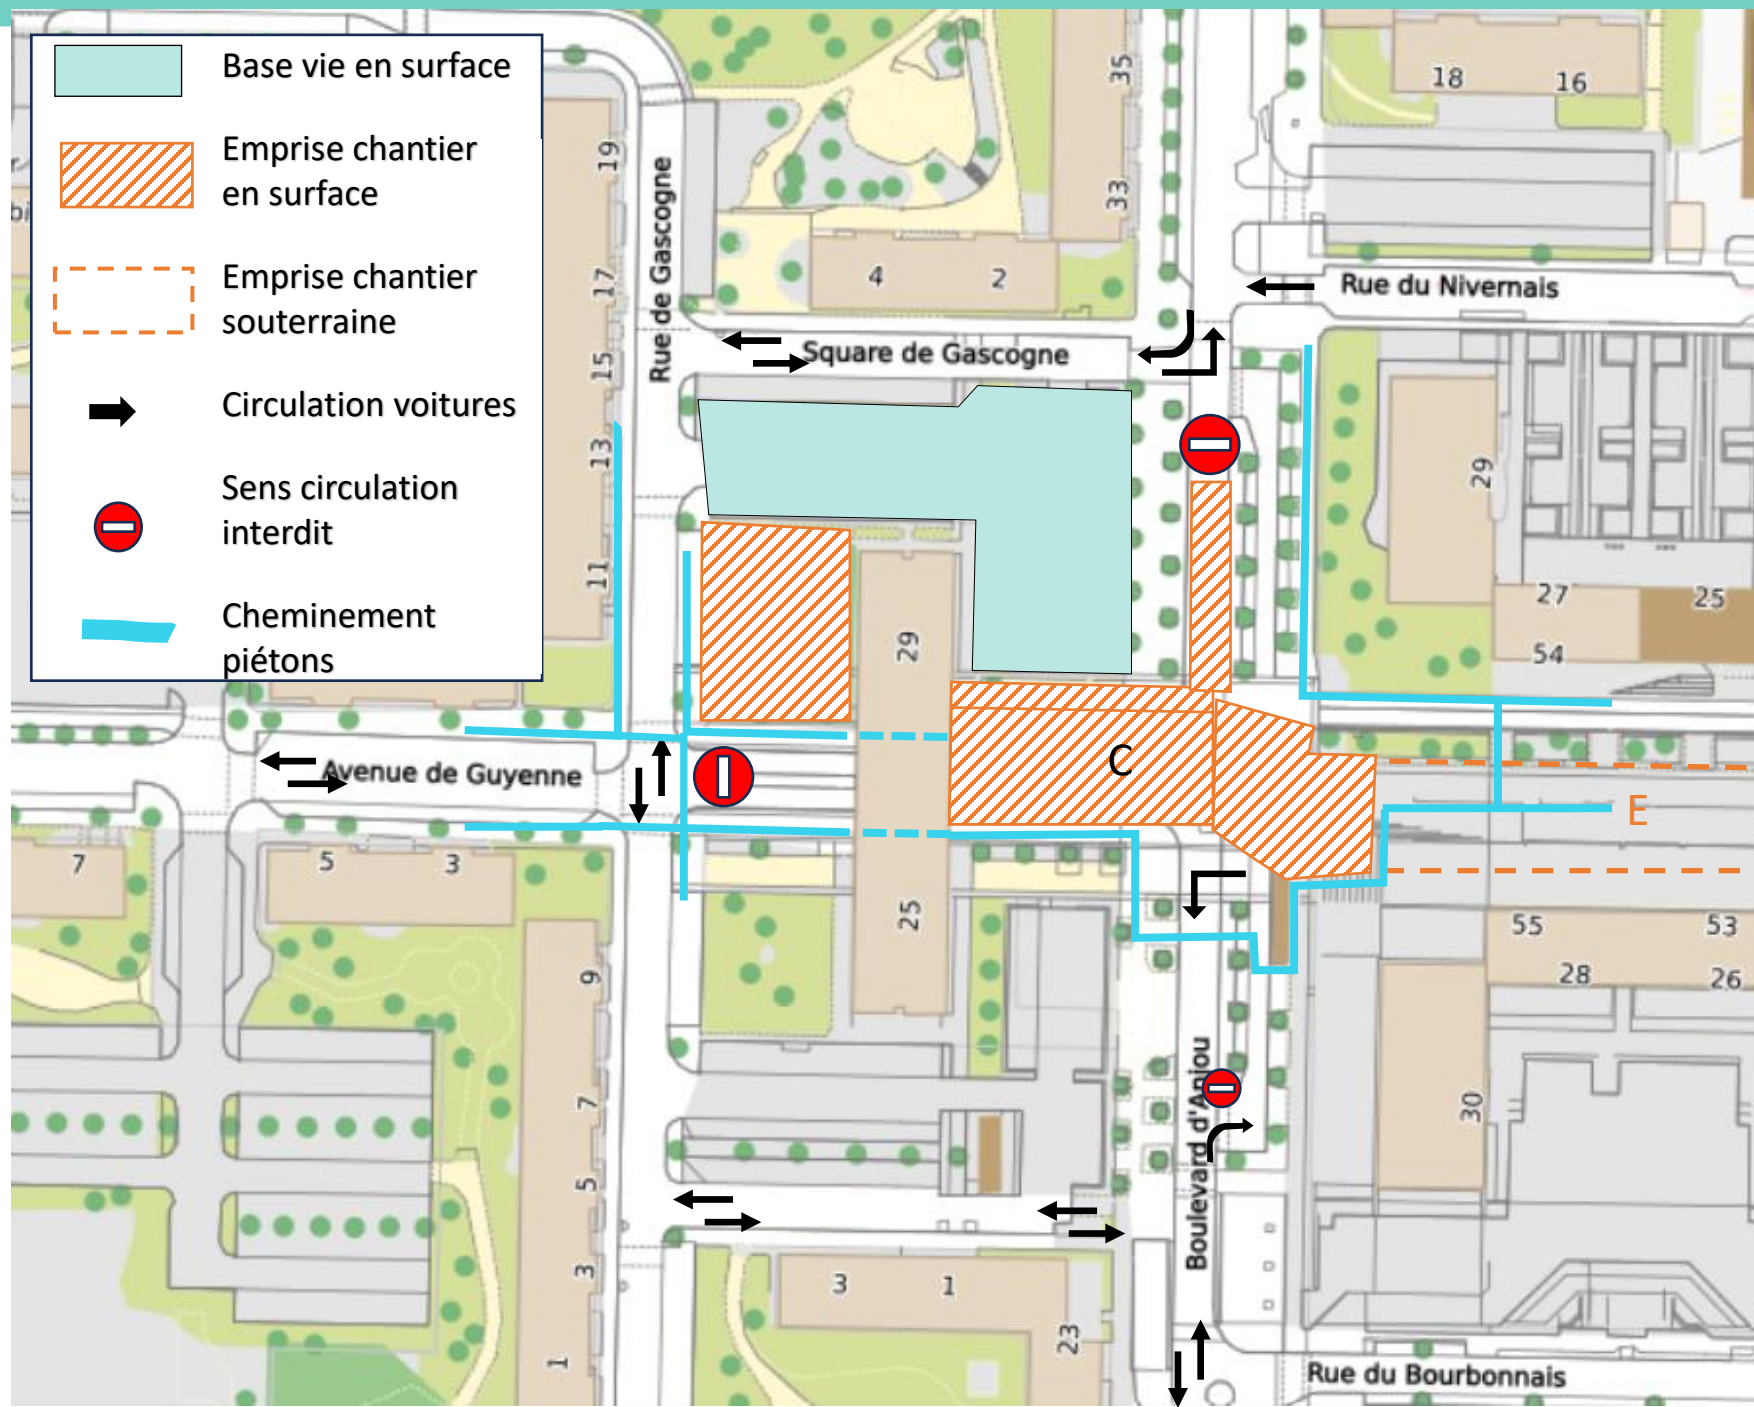 Base vie en surface
Emprise chantier
en surface
Emprise chantier
souterraine
Circulation voitures
Sens circulation
interdit
Cheminement
piétons
35
18
16
19
33
Rue de Gascogne
17
4
2
Rue du Nivernais
15
Square de Gascogne
13
29
11
27
25
29
54
C
Avenue de Guyenne
E
7
5
3
25
55
53
9
28
26
7
30
Boulevard d'Anjou
5
3
3
1
23
1
Rue du Bourbonnais